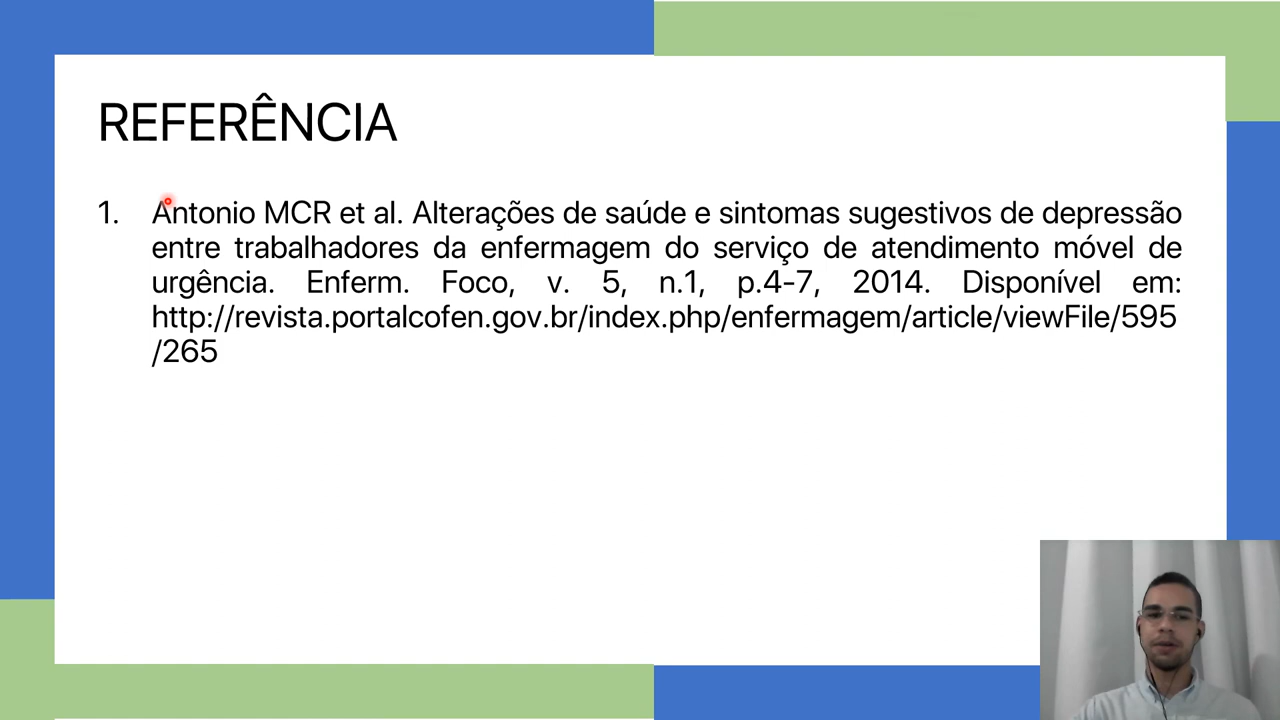 REFERÊNCIA
1. Antonio MCR et al. Alterações de saúde e sintomas sugestivos de depressão
entre trabalhadores da enfermagem do serviço de atendimento móvel de
urgência. Enferm. Foco, v. 5, n.1, p.4-7, 2014. Disponível em:
http://revista.portalcofen.gov.br/index.php/enfermagem/article/viewFile/595
/265